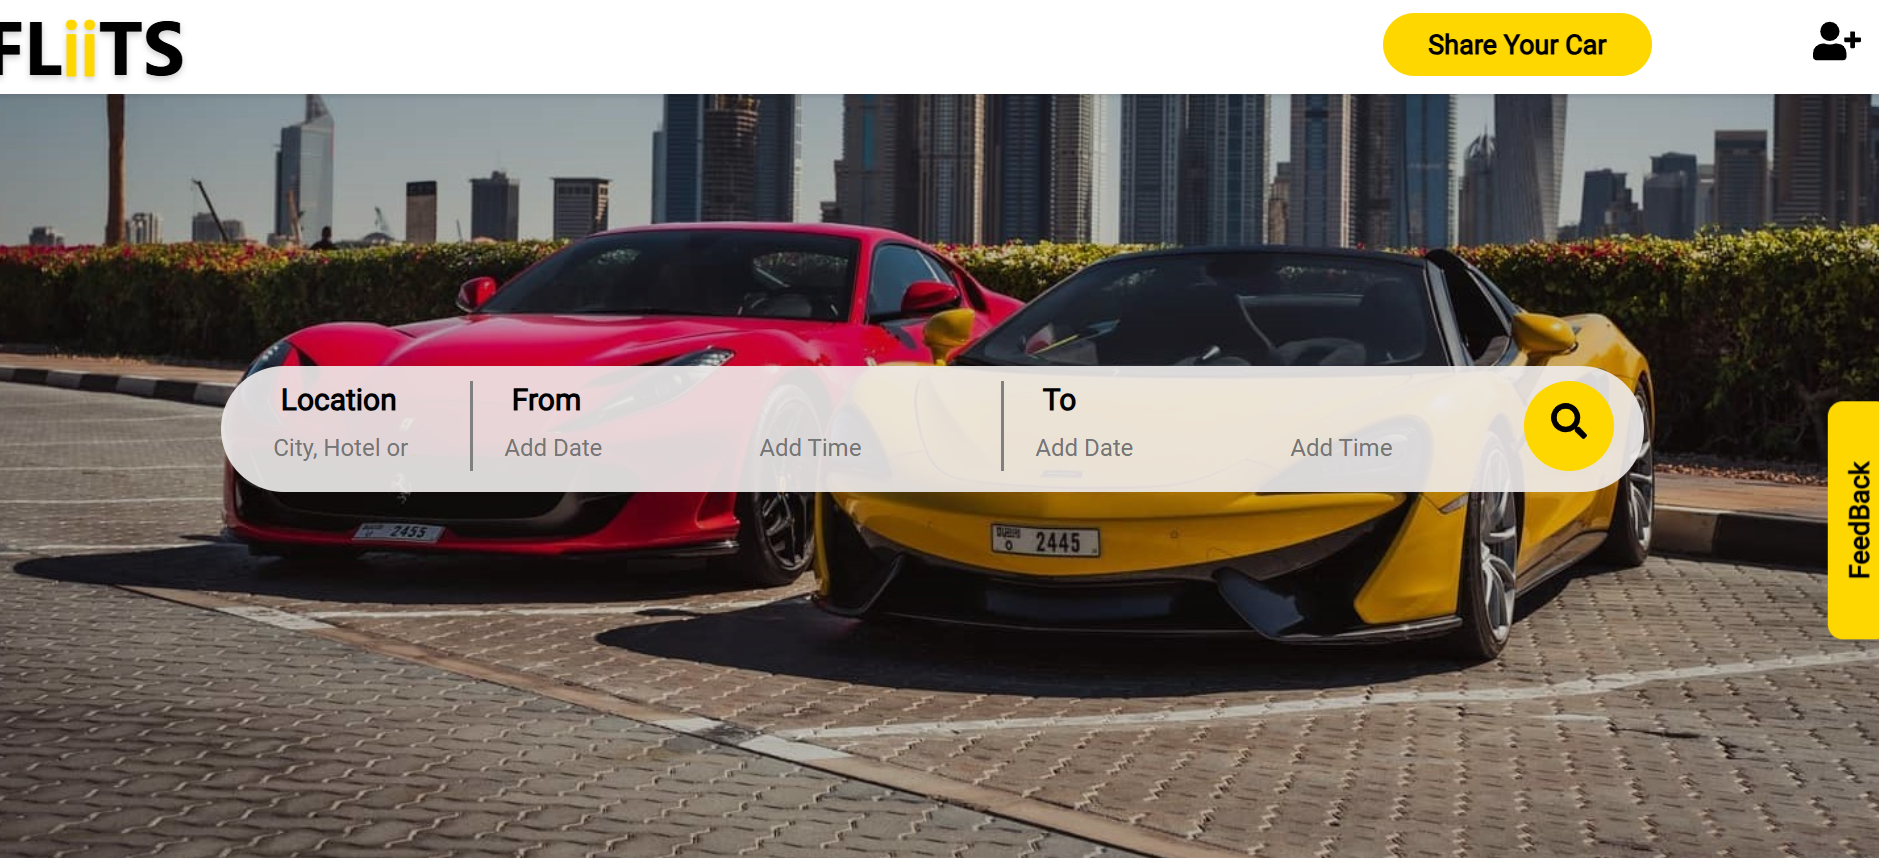 FLiiTS
Share Your Car
Location
From
To
City, Hotel or
Add Date
Add Time
Add Date
Add Time
FeedBack
2455
2445